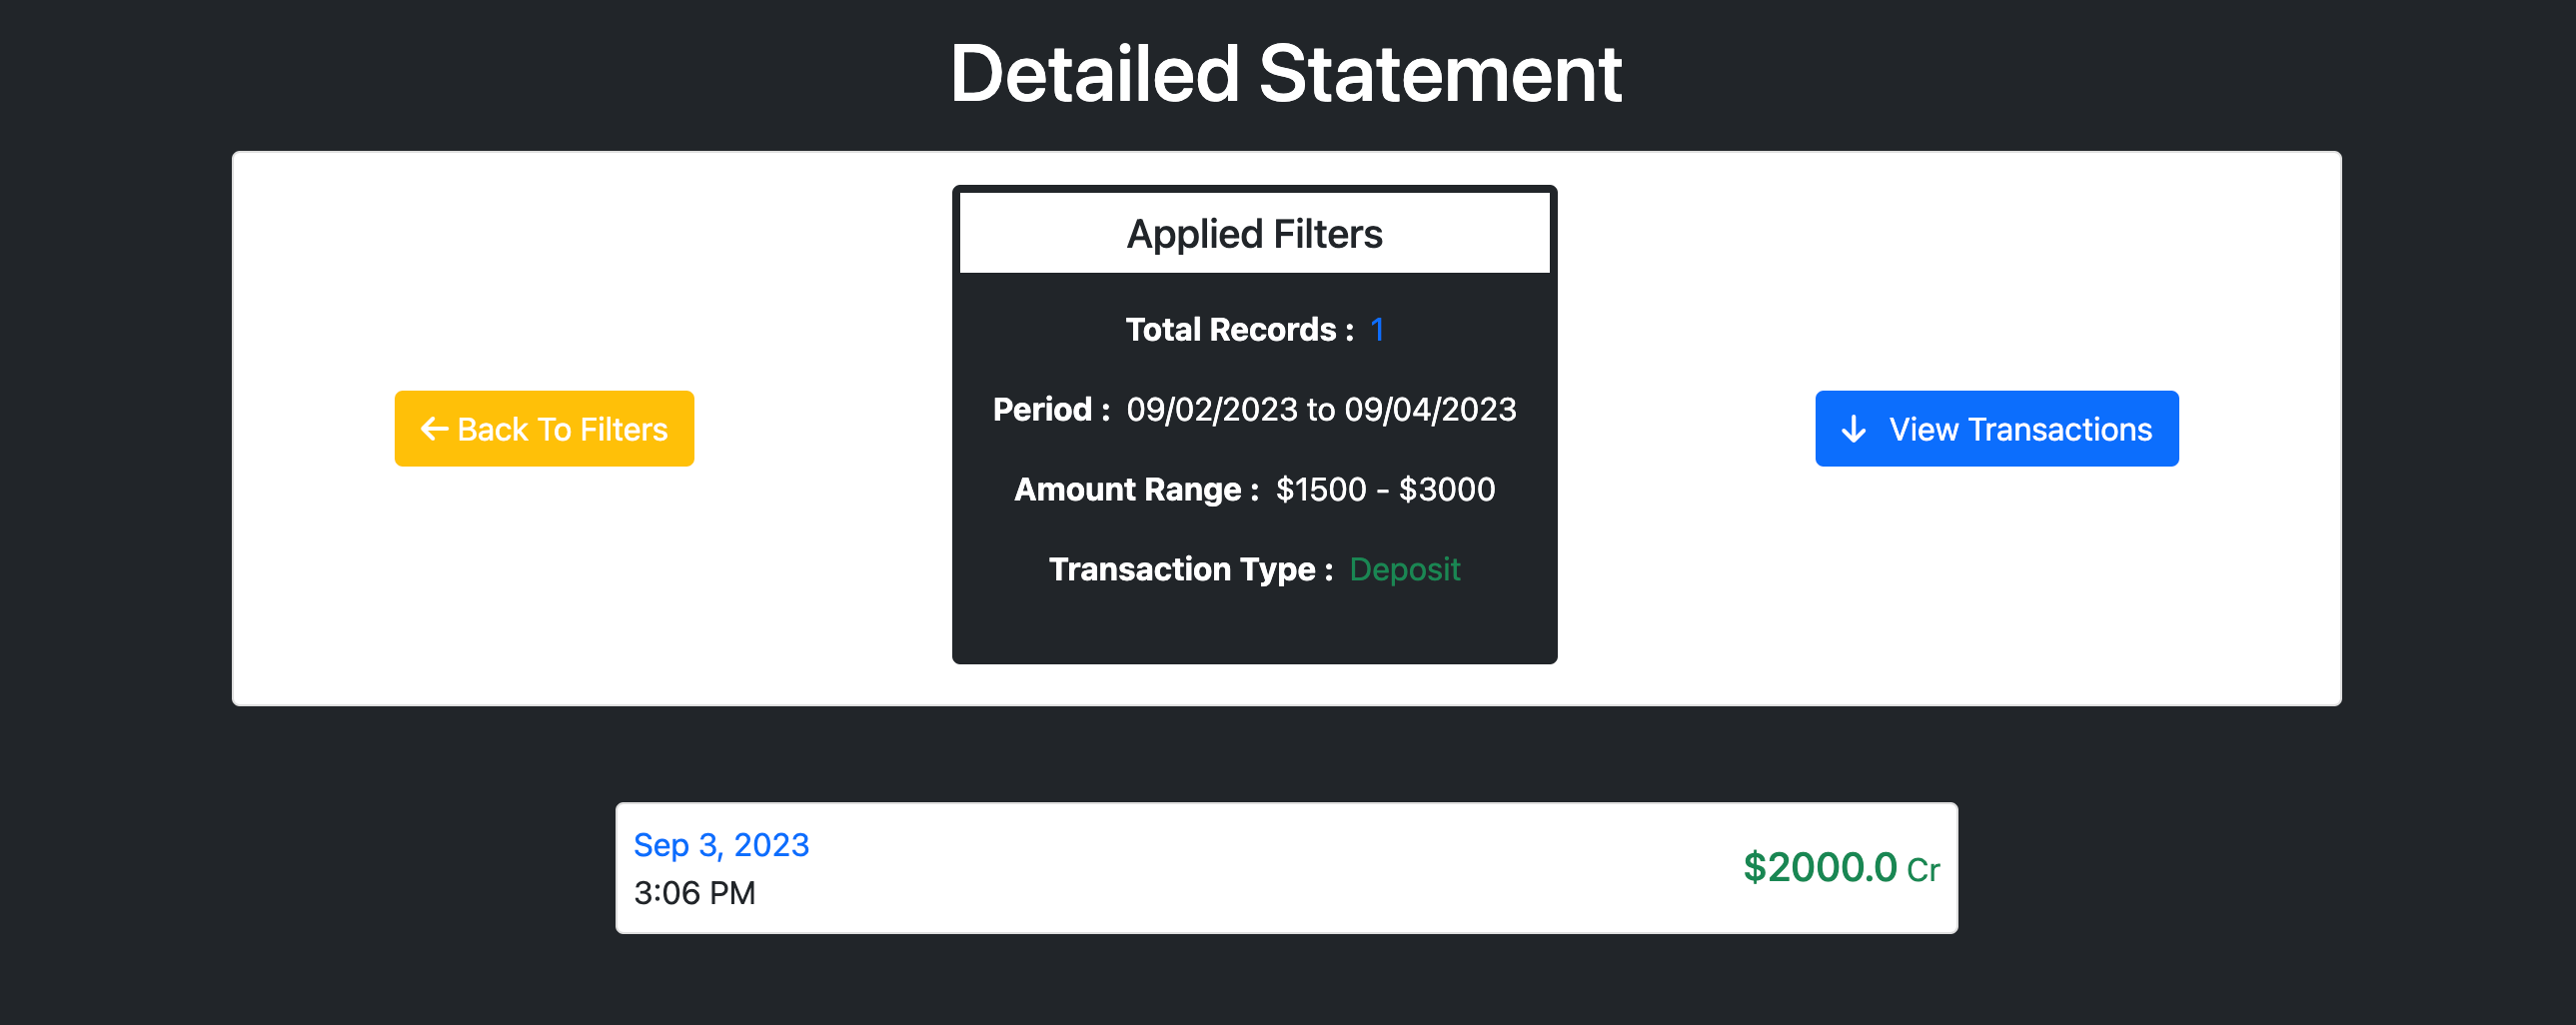 Detailed Statement
Applied Filters
Total Records : 1
Period : 09/02/2023 to 09/04/2023
Amount Range : $1500 - $3000
Transaction Type : Deposit
Back To Filters
View Transactions
Sep 3, 2023
3:06 PM
$2000.0 Cr